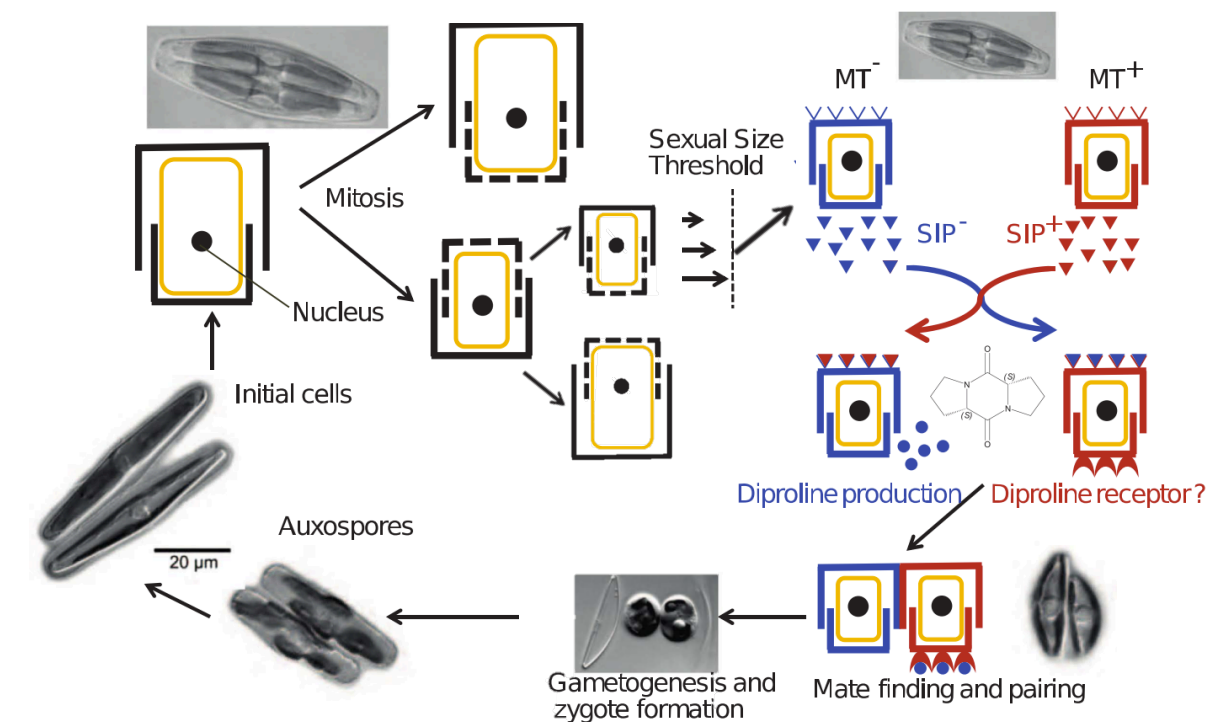 MT-
MT+
Sexual Size
Threshold
Mitosis
SIP-
SIP+
Nucleus
O
(S)
N
N
(S)
O
Initial cells
Diproline production
Diproline receptor?
Auxospores
20 µm
Gametogenesis and
zygote formation
Mate finding and pairing